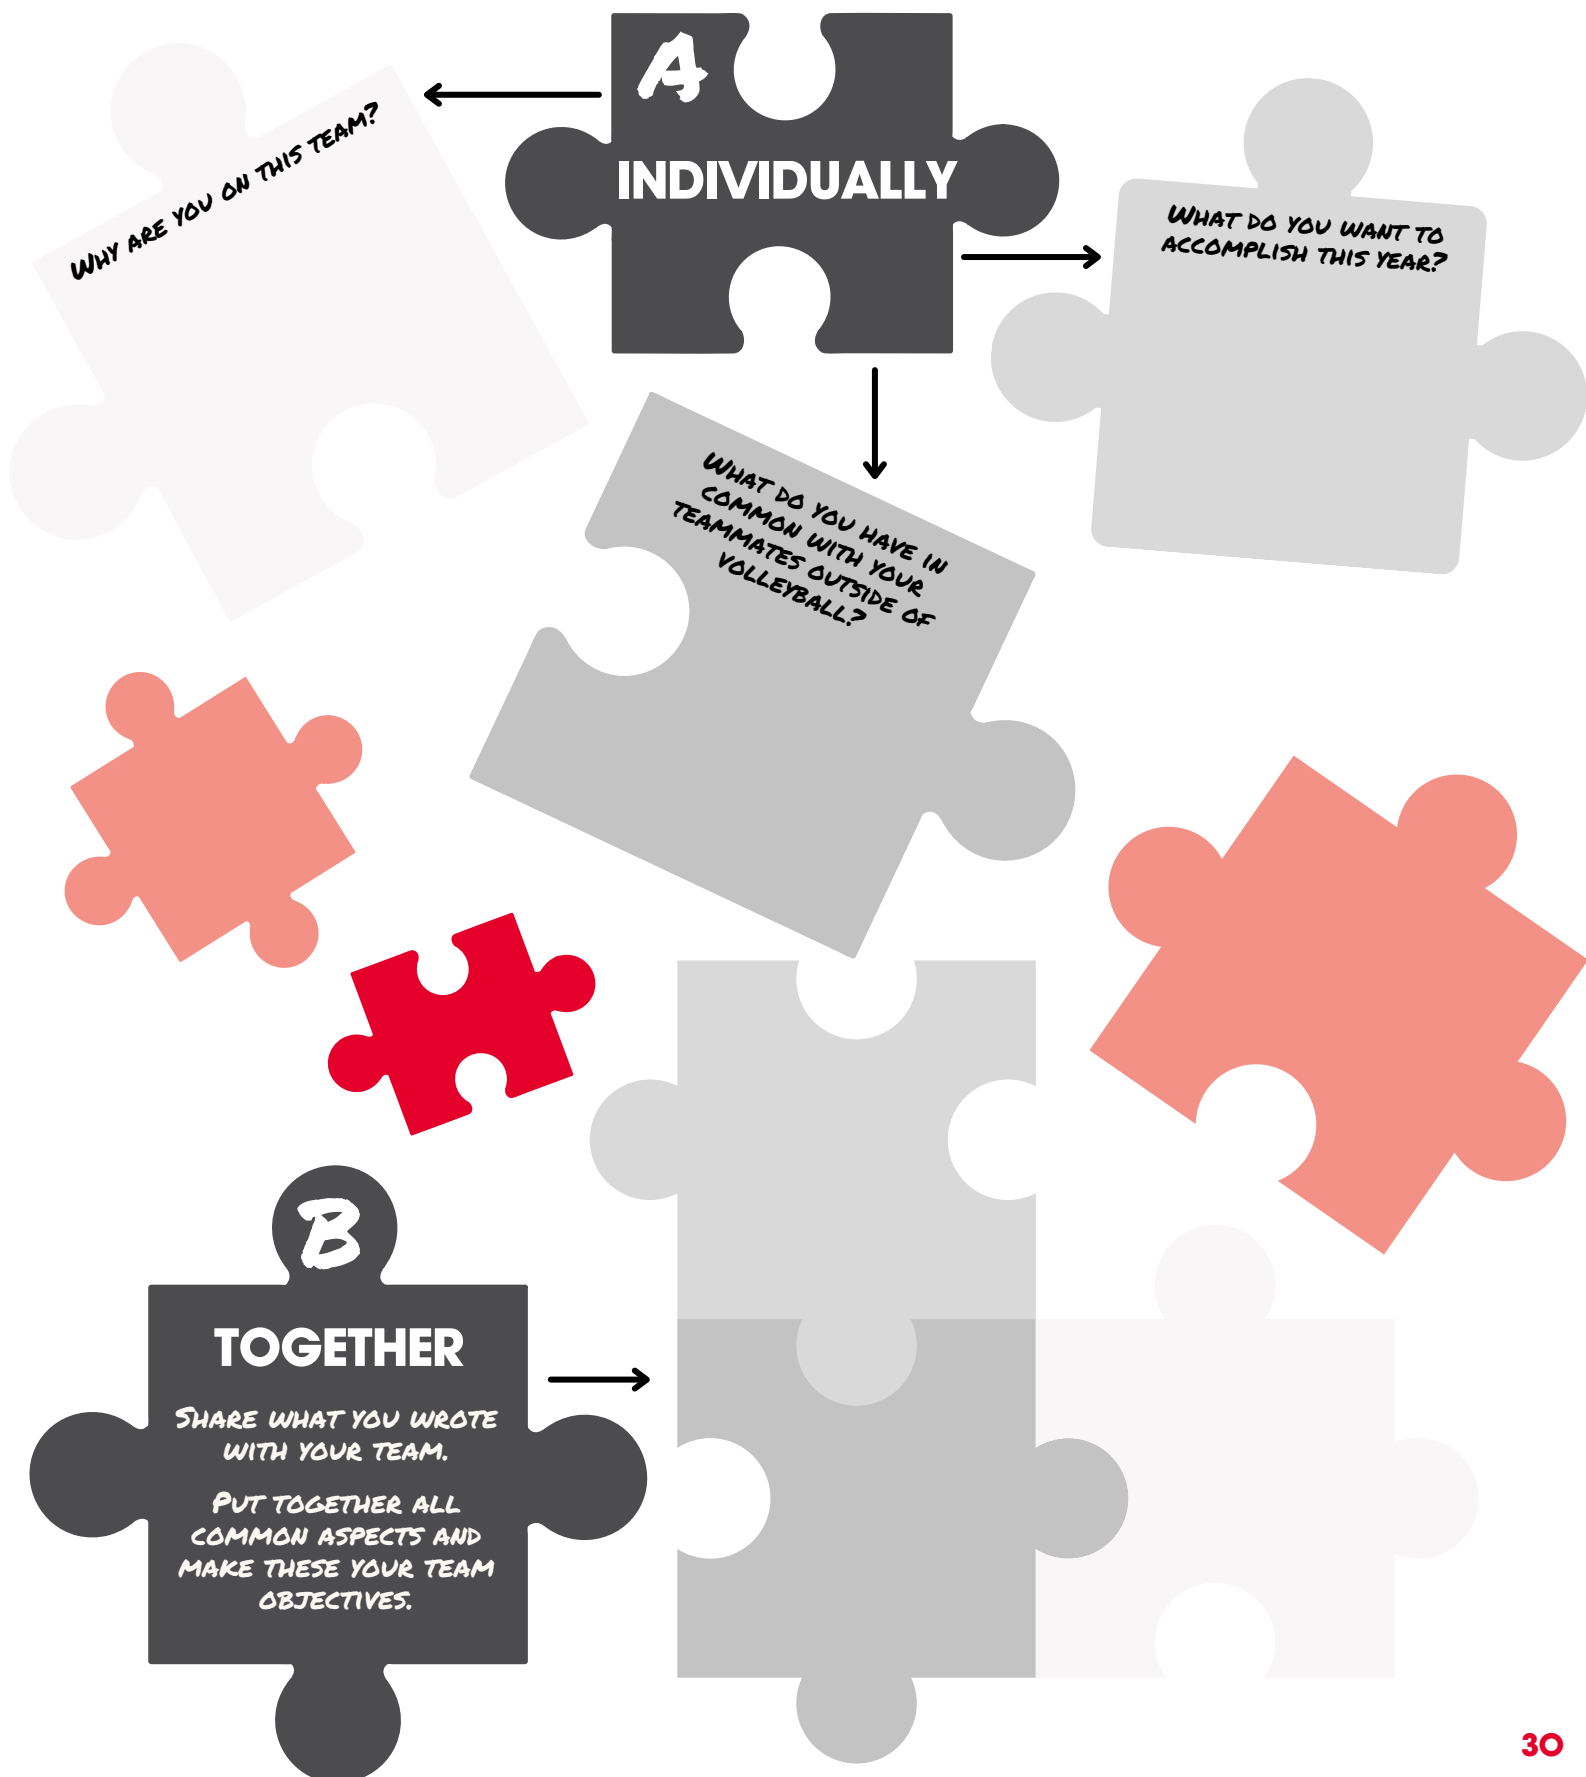 A
INDIVIDUALLY
WHY ARE YOU ON THIS TEAM?
WHAT DO YOU WANT TO
ACCOMPLISH THIS YEAR?
WHAT DO YOU HAVE IN
COMMON WITH YOUR
TEAMMATES OUTSIDE OF
VOLLEYBALL?
B
TOGETHER
SHARE WHAT YOU WROTE
WITH YOUR TEAM.
PUT TOGETHER ALL
COMMON ASPECTS AND
MAKE THESE YOUR TEAM
OBJECTIVES.
30